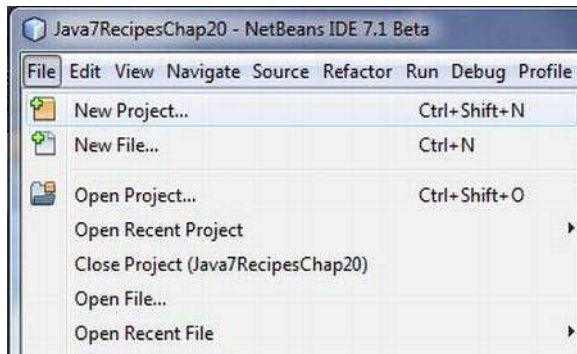 Java7RecipesChap20 - NetBeans IDE 7.1 Beta
File Edit View Navigate Source Refactor Run Debug Profile
New Project... Ctrl+Shift+N
New File... Ctrl+N
Open Project... Ctrl+Shift+O
Open Recent Project
Close Project (Java7RecipesChap20)
Open File...
Open Recent File